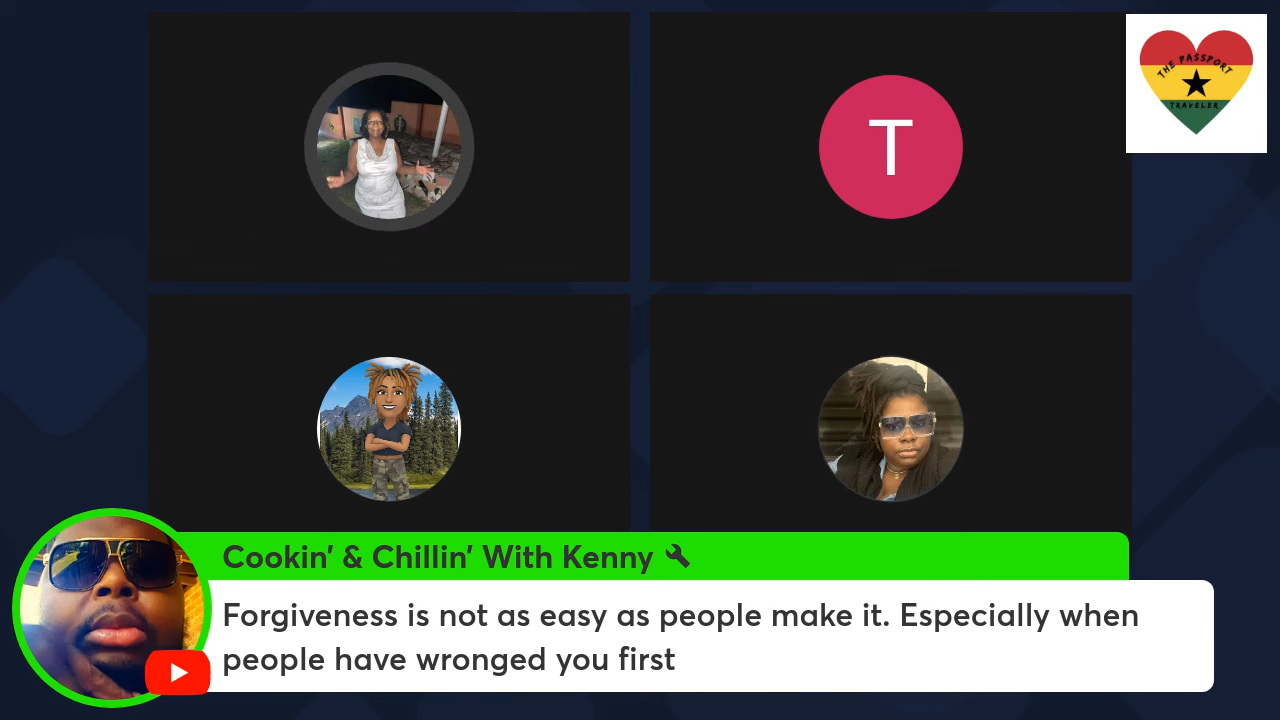 THE PASSPORT
TRAVELER
T
Cookin' & Chillin' With Kenny
Forgiveness is not as easy as people make it. Especially when
people have wronged you first